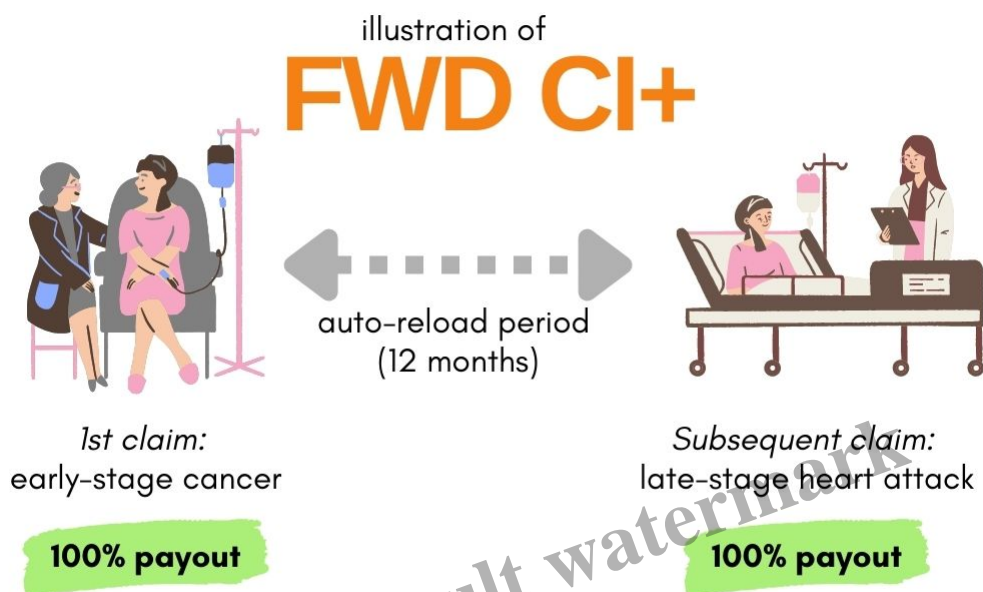 illustration of
FWD CI+
auto-reload period
(12 months)
1st claim:
early-stage cancer
100% payout
Subsequent claim:
late-stage heart attack
100% payout
ult watermark